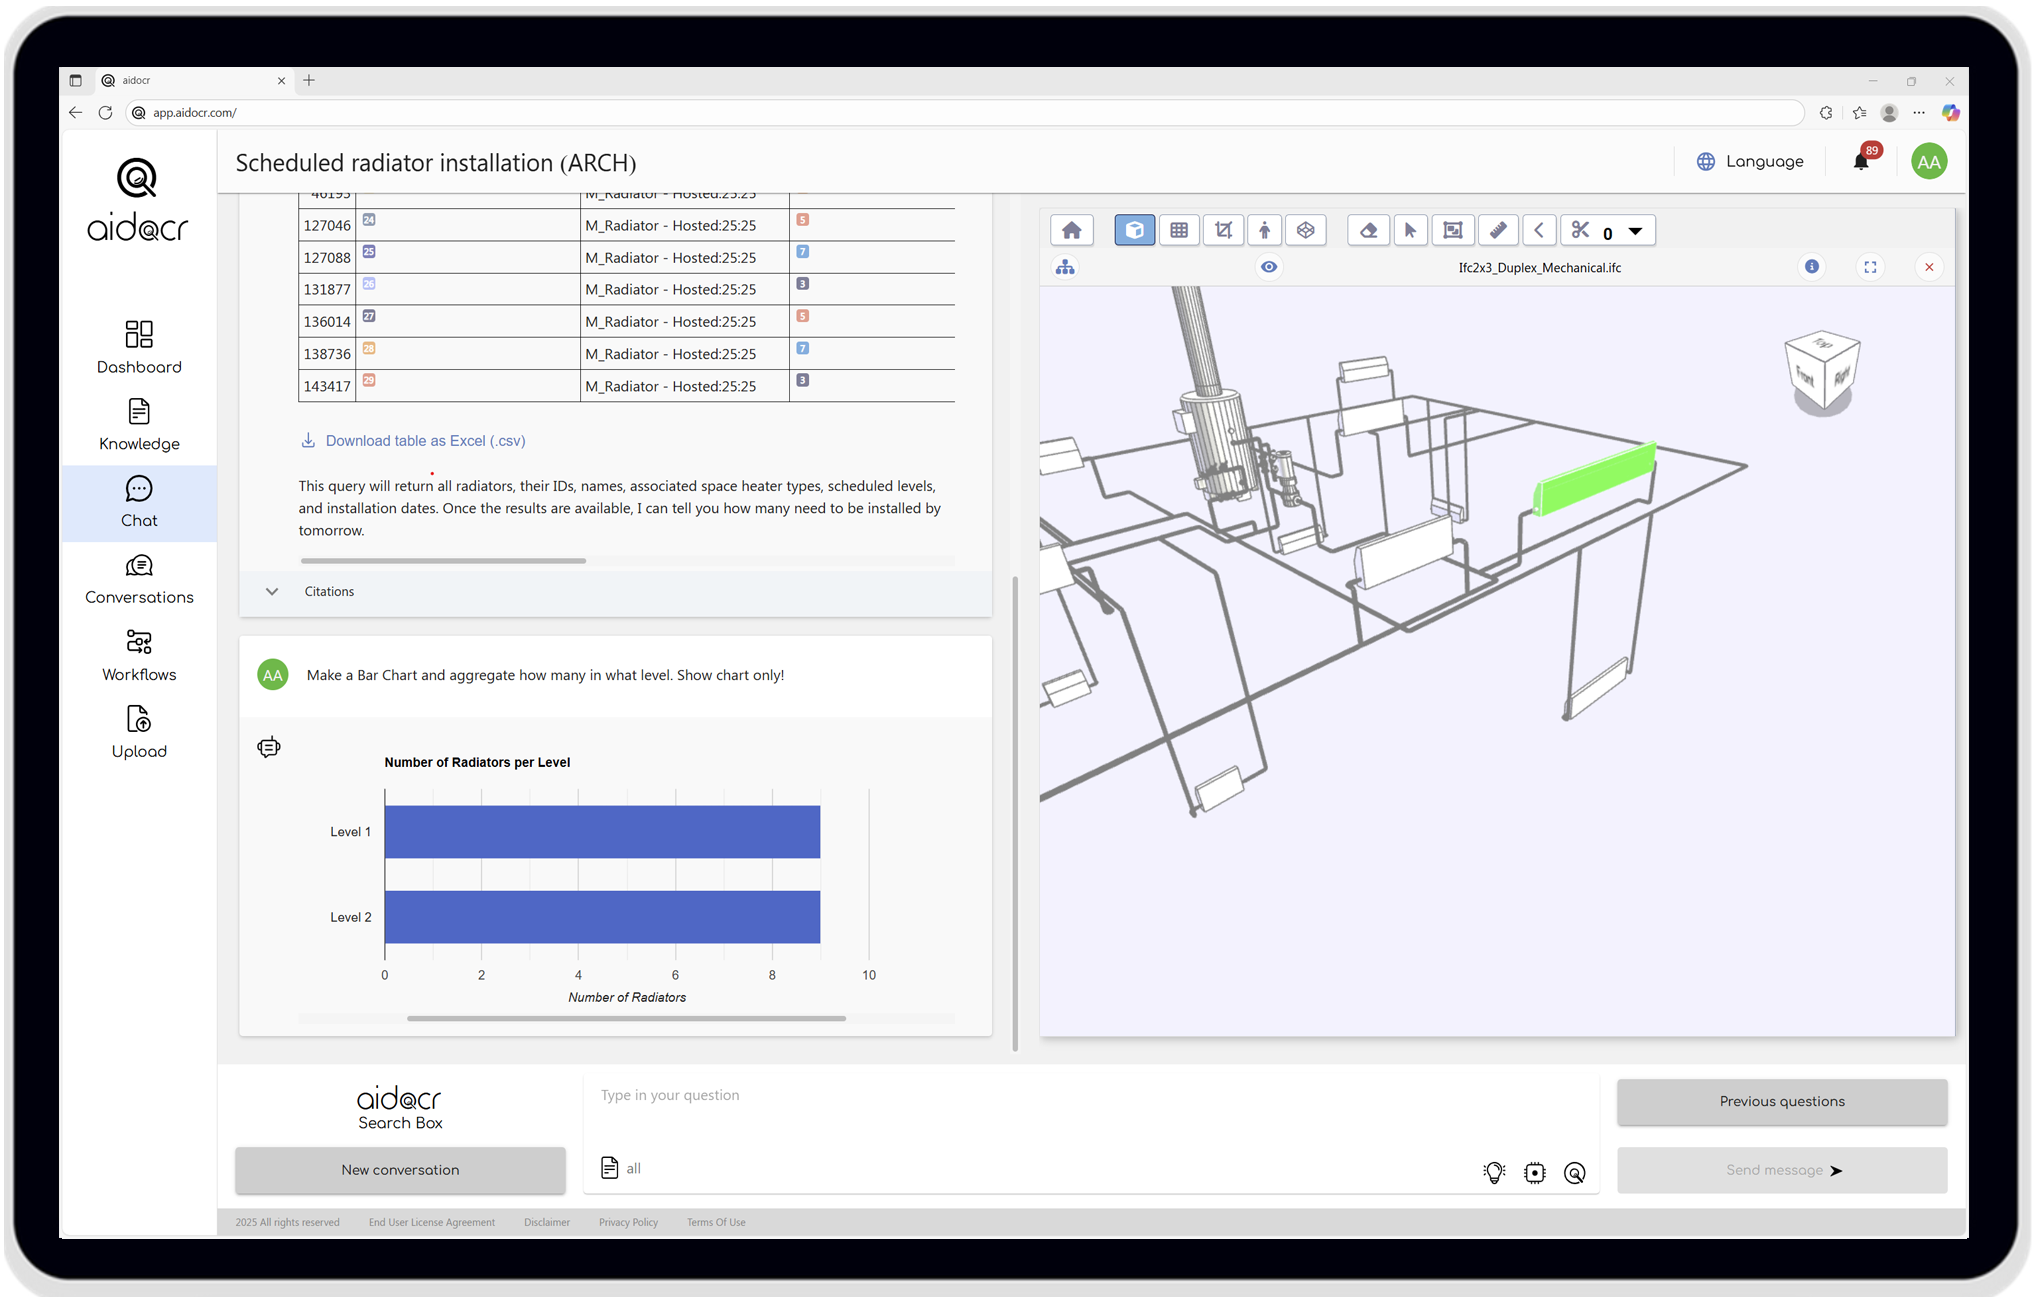 aidocr
app.aidocr.com/
aidocr
Scheduled radiator installation (ARCH)
Language
89
AA
Dashboard
Knowledge
Chat
Conversations
Workflows
Upload
46195 M_Radiator - Hosted:25:25
127046 24 M_Radiator - Hosted:25:25 5
127088 25 M_Radiator - Hosted:25:25 7
131877 26 M_Radiator - Hosted:25:25 3
136014 27 M_Radiator - Hosted:25:25 5
138736 28 M_Radiator - Hosted:25:25 7
143417 29 M_Radiator - Hosted:25:25 3
Download table as Excel (.csv)
This query will return all radiators, their IDs, names, associated space heater types, scheduled levels,
and installation dates. Once the results are available, I can tell you how many need to be installed by
tomorrow.
Citations
AA Make a Bar Chart and aggregate how many in what level. Show chart only!
Number of Radiators per Level
Level 1
Level 2
0 2 4 6 8 10
Number of Radiators
0
Ifc2x3_Duplex_Mechanical.ifc
Top
Front Right
aidocr
Search Box
New conversation
Type in your question
all
Previous questions
Send message
2025 All rights reserved End User License Agreement Disclaimer Privacy Policy Terms Of Use